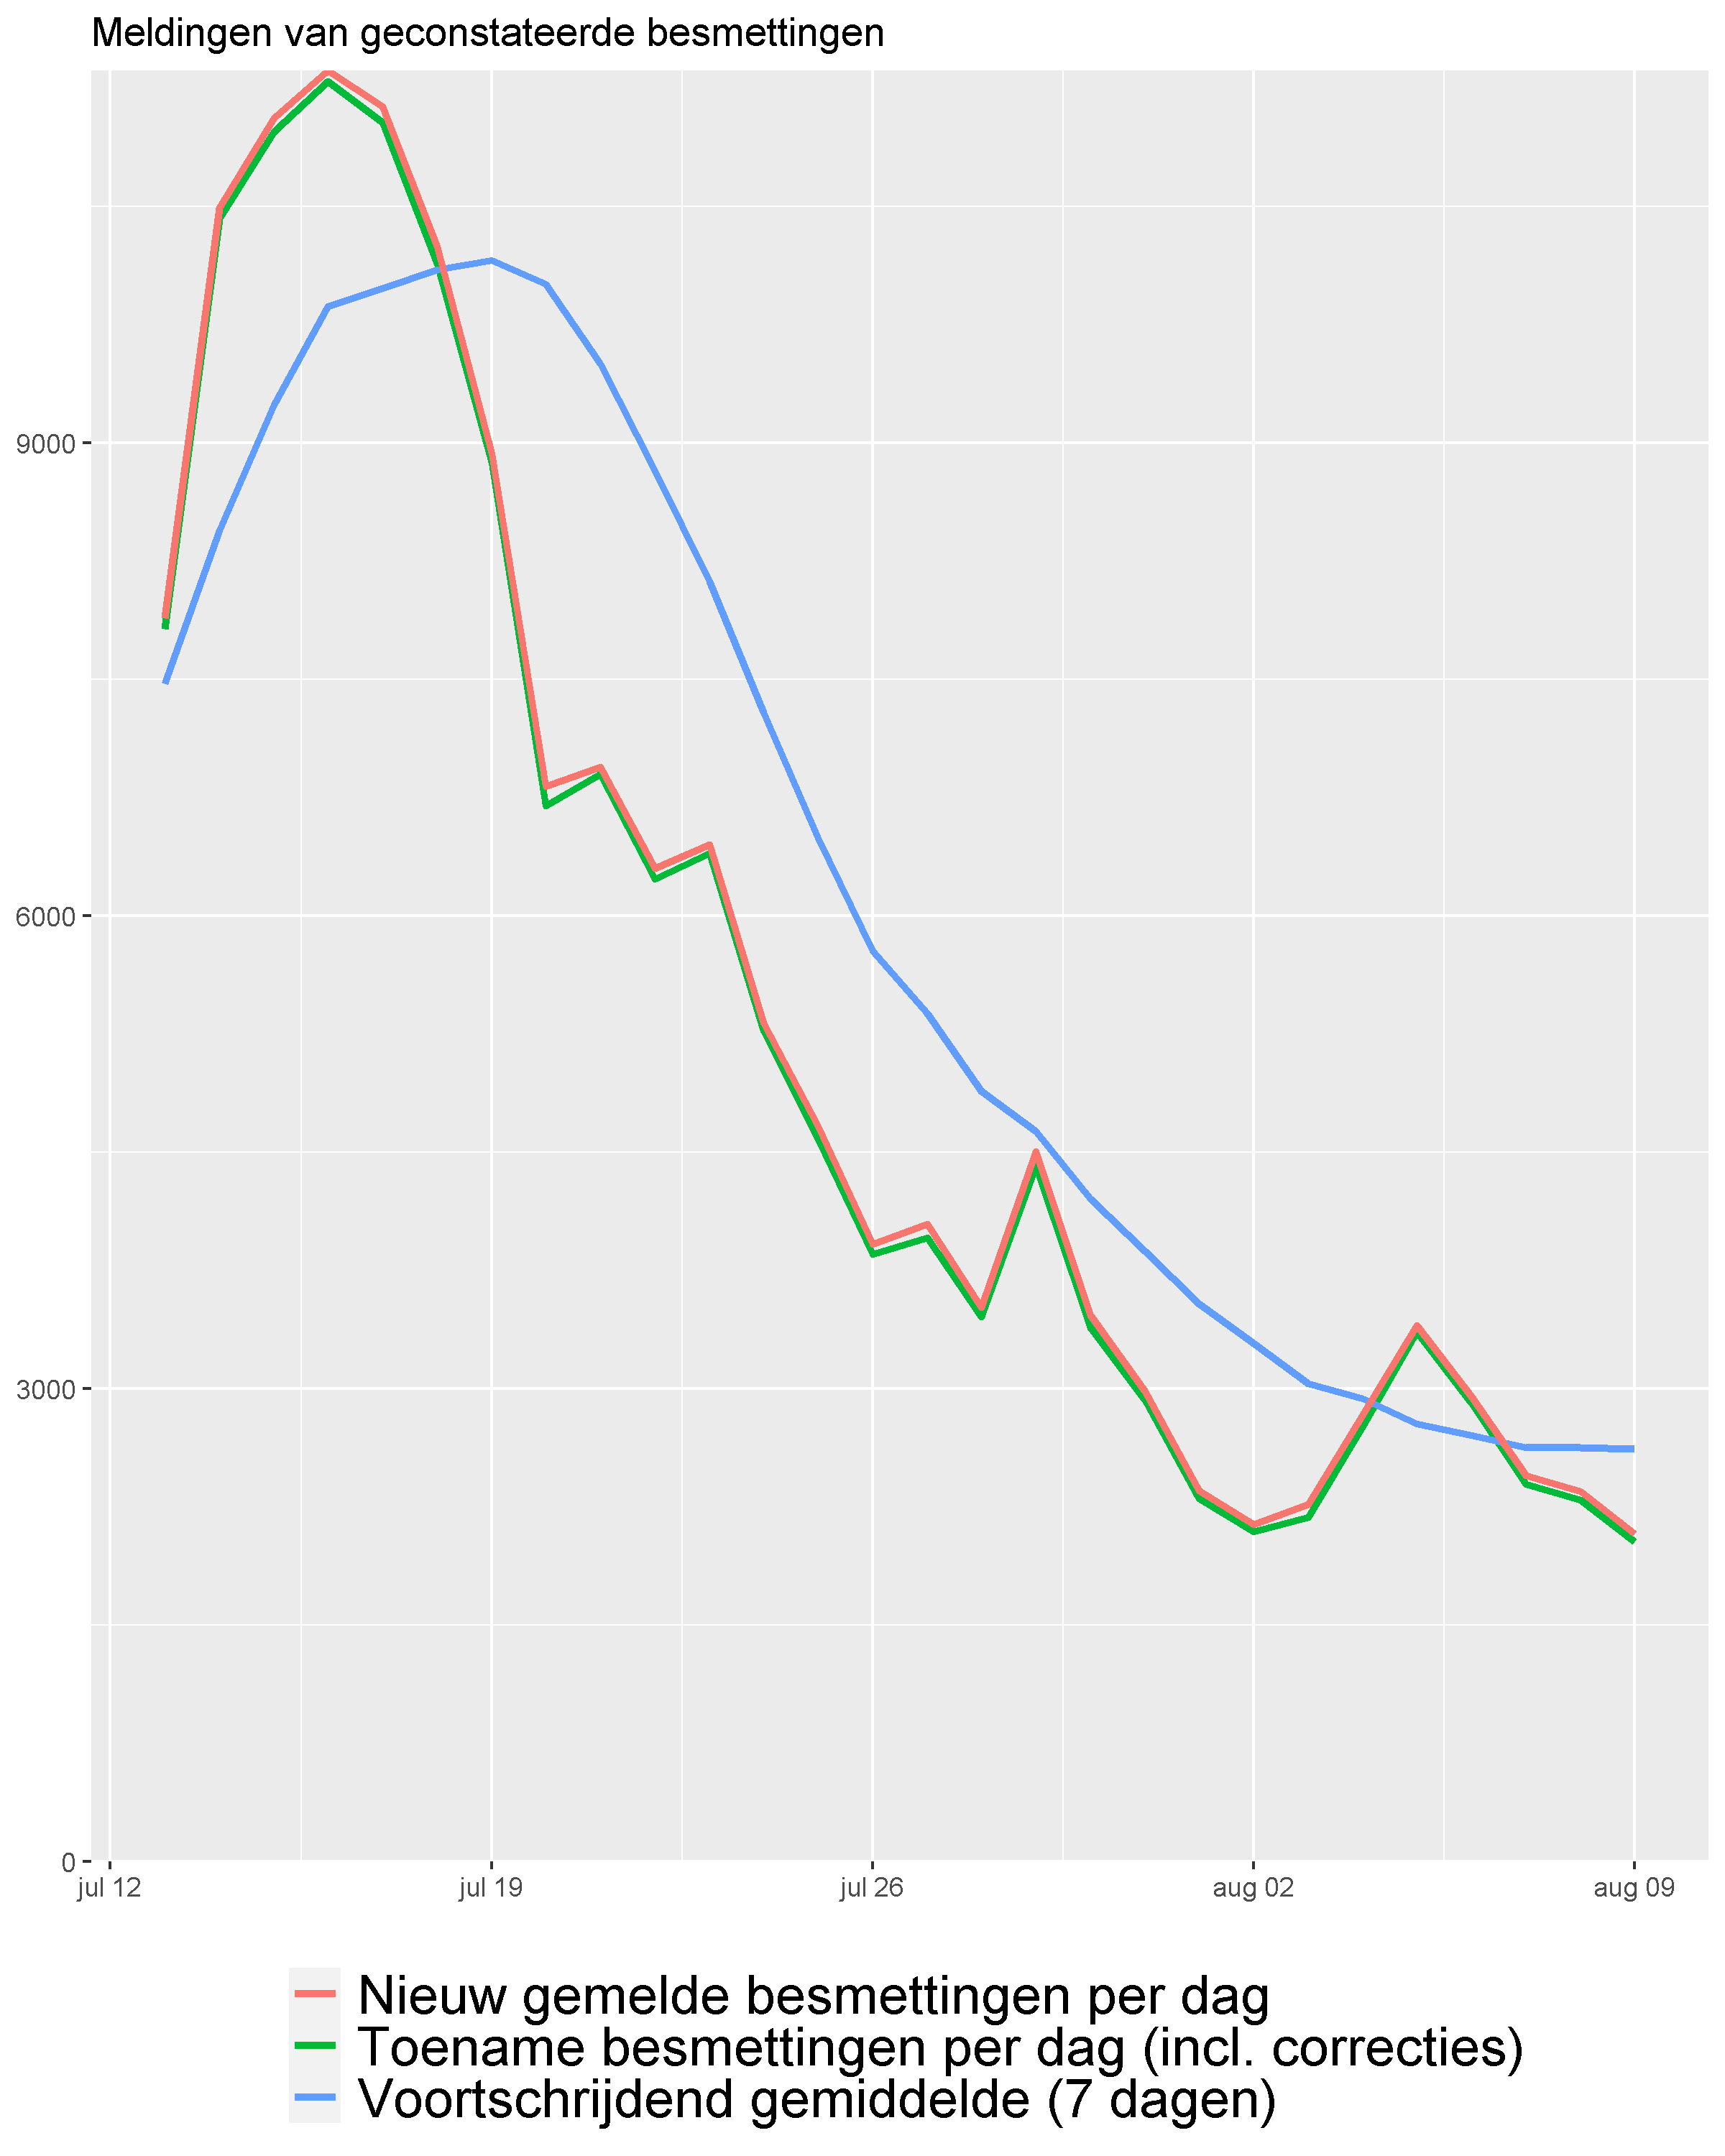 Meldingen van geconstateerde besmettingen
9000
6000
3000
0
jul 12 jul 19 jul 26 aug 02 aug 09
Nieuw gemelde besmettingen per dag
Toename besmettingen per dag (incl. correcties)
Voortschrijdend gemiddelde (7 dagen)